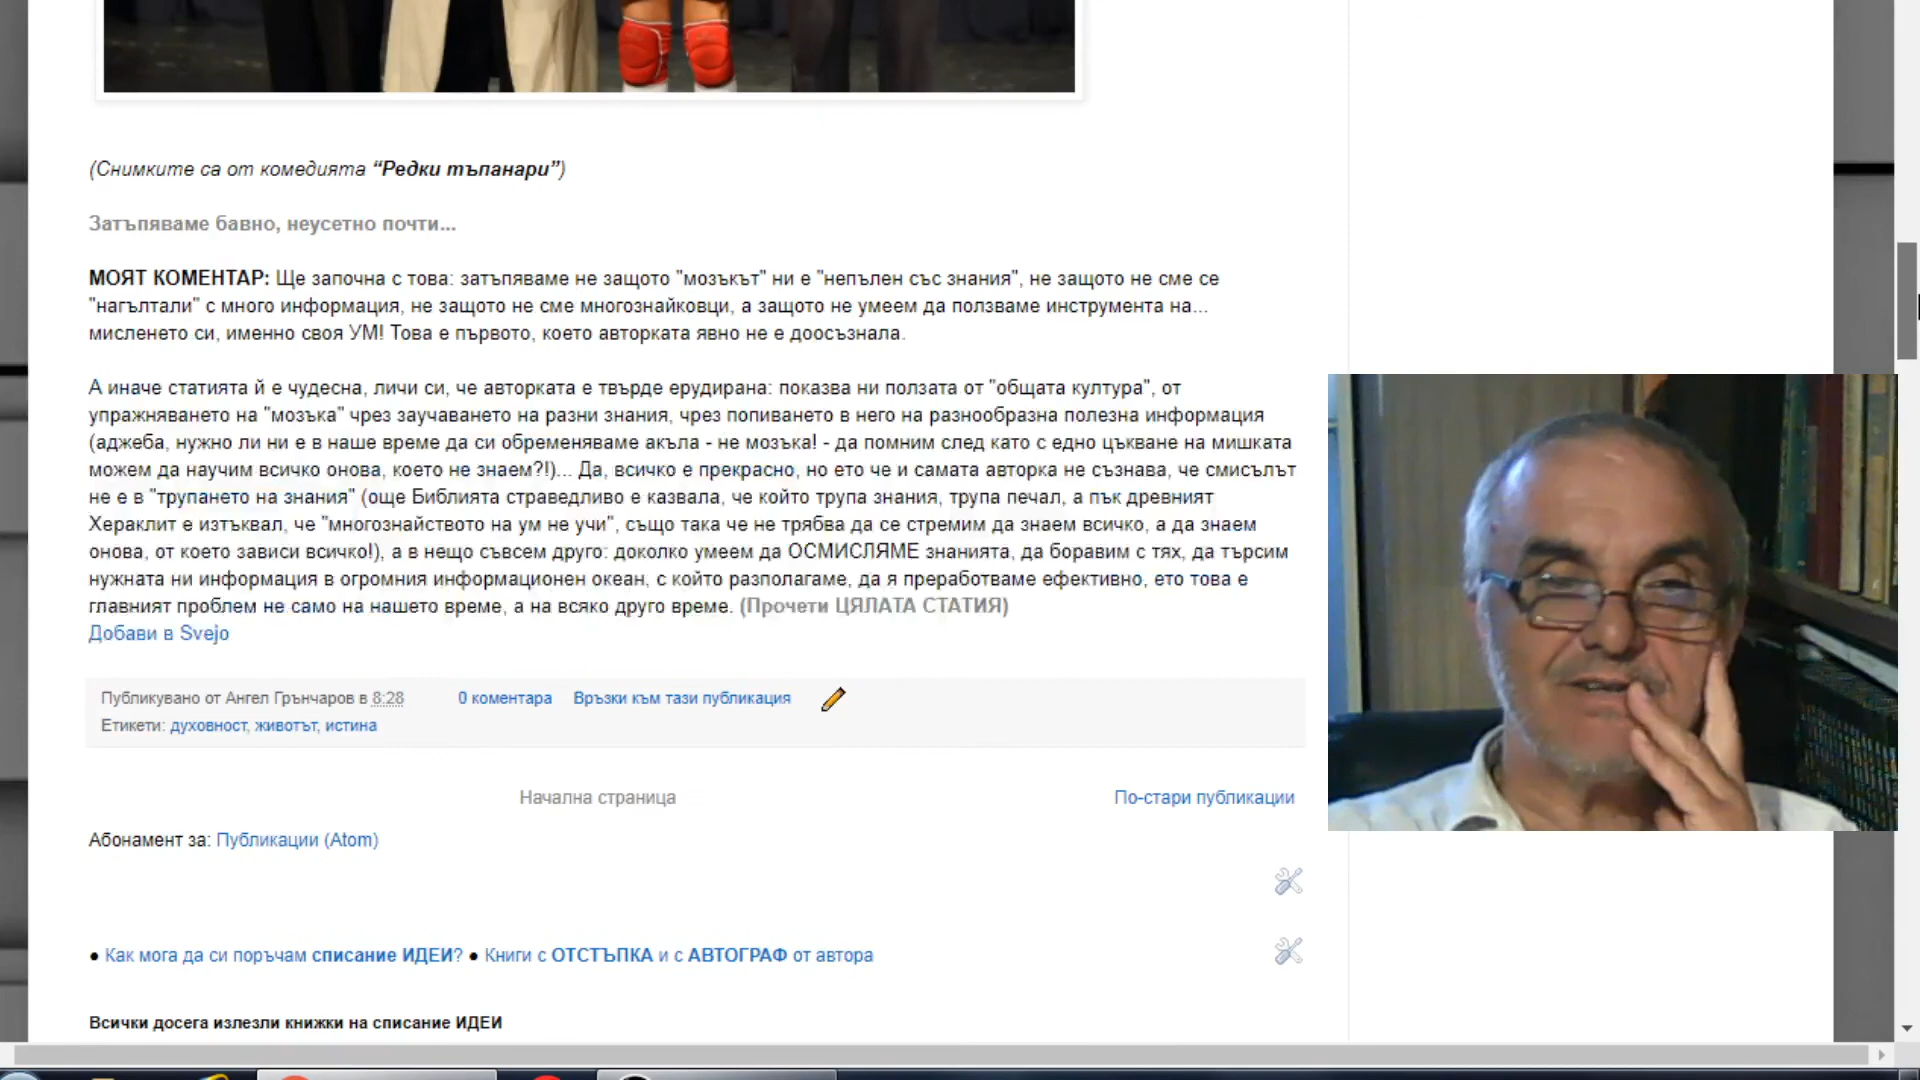 (Снимките са от комедията “Редки тъпанари”)
Затъпяваме бавно, неусетно почти...
МОЯТ КОМЕНТАР: Ще започна с това: затъпяваме не защото "мозъкът" ни е "непълен със знания", не защото не сме се
"нагълтали" с много информация, не защото не сме многознайковци, а защото не умеем да ползваме инструмента на...
мисленето си, именно своя УМ! Това е първото, което авторката явно не е доосъзнала.
А иначе статията й е чудесна, личи си, че авторката е твърде ерудирана: показва ни ползата от "общата култура", от
упражняването на "мозъка" чрез заучаването на разни знания, чрез попиването в него на разнообразна полезна информация
(аджеба, нужно ли ни е в наше време да си обременяваме акъла - не мозъка! - да помним след като с едно цъкване на мишката
можем да научим всичко онова, което не знаем?!)... Да, всичко е прекрасно, но ето че и самата авторка не съзнава, че смисълът
не е в "трупането на знания" (още Библията страведливо е казвала, че който трупа знания, трупа печал, а пък древният
Хераклит е изтъквал, че "многознайството на ум не учи", също така че не трябва да се стремим да знаем всичко, а да знаем
онова, от което зависи всичко!), а в нещо съвсем друго: доколко умеем да ОСМИСЛЯМЕ знанията, да боравим с тях, да търсим
нужната ни информация в огромния информационен океан, с който разполагаме, да я преработваме ефективно, ето това е
главният проблем не само на нашето време, а на всяко друго време. (Прочети ЦЯЛАТА СТАТИЯ)
Добави в Svejo
Публикувано от Ангел Грънчаров в 8:28 0 коментара Връзки към тази публикация
Етикети: духовност, животът, истина
Начална страница По-стари публикации
Абонамент за: Публикации (Atom)
● Как мога да си поръчам списание ИДЕИ? ● Книги с ОТСТЪПКА и с АВТОГРАФ от автора
Всички досега излезли книжки на списание ИДЕИ